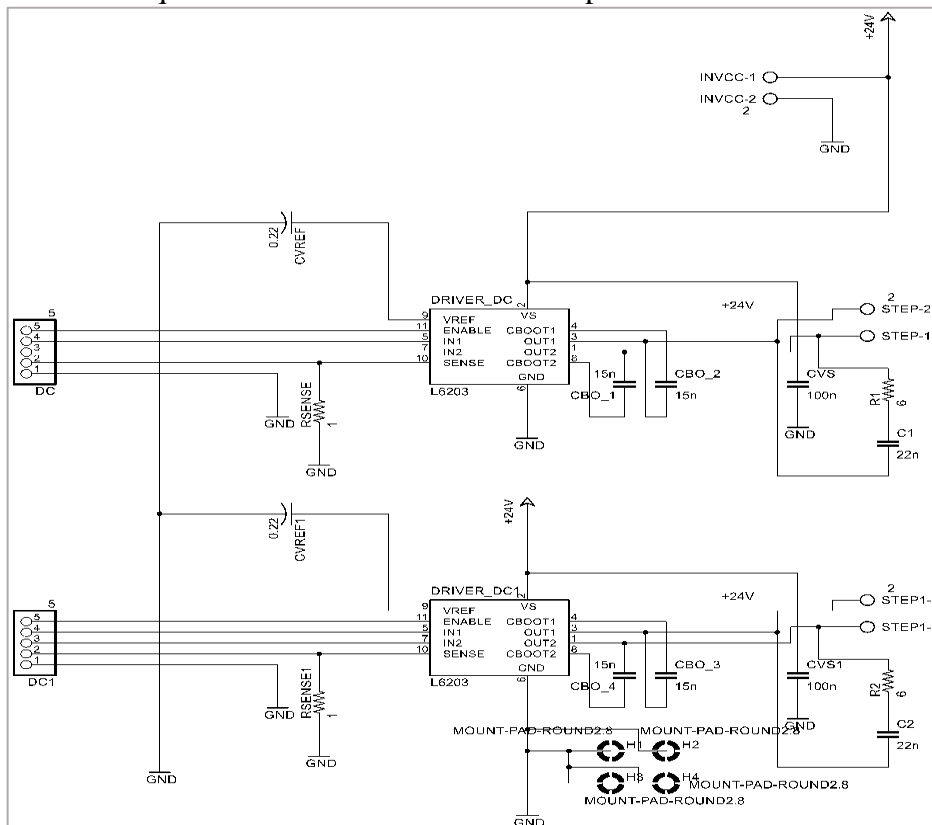 +24V
INVCC-1
INVCC-2
2
GND
0.22
CVREF
DRIVER_DC
2
VS
9
VREF
11
ENABLE
5
IN1
7
IN2
10
SENSE
CBOOT1
4
OUT1
3
OUT2
1
CBOOT2
8
GND
6
L6203
5
5
4
3
2
1
DC
GND
RSENSE
1
GND
GND
15n
CBO_1
CBO_2
15n
+24V
CVS
100n
GND
2
STEP-2
STEP-1
R1
6
C1
22n
0.22
CVREF1
+24V
DRIVER_DC1
2
VS
9
VREF
11
ENABLE
5
IN1
7
IN2
10
SENSE
CBOOT1
4
OUT1
3
OUT2
1
CBOOT2
8
GND
6
L6203
5
5
4
3
2
1
DC1
GND
RSENSE1
1
GND
15n
CBO_4
CBO_3
15n
+24V
CVS1
100n
GND
2
STEP1-
STEP1-
R2
6
C2
22n
MOUNT-PAD-ROUND2.8
MOUNT-PAD-ROUND2.8
H1
H2
H3
H4
MOUNT-PAD-ROUND2.8
MOUNT-PAD-ROUND2.8
GND
GND